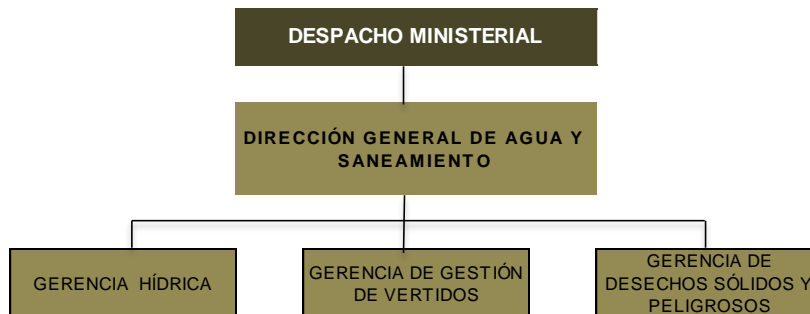 DESPACHO MINISTERIAL
DIRECCIÓN GENERAL DE AGUA Y
SANEAMIENTO
GERENCIA HÍDRICA
GERENCIA DE GESTIÓN
DE VERTIDOS
GERENCIA DE
DESECHOS SÓLIDOS Y
PELIGROSOS